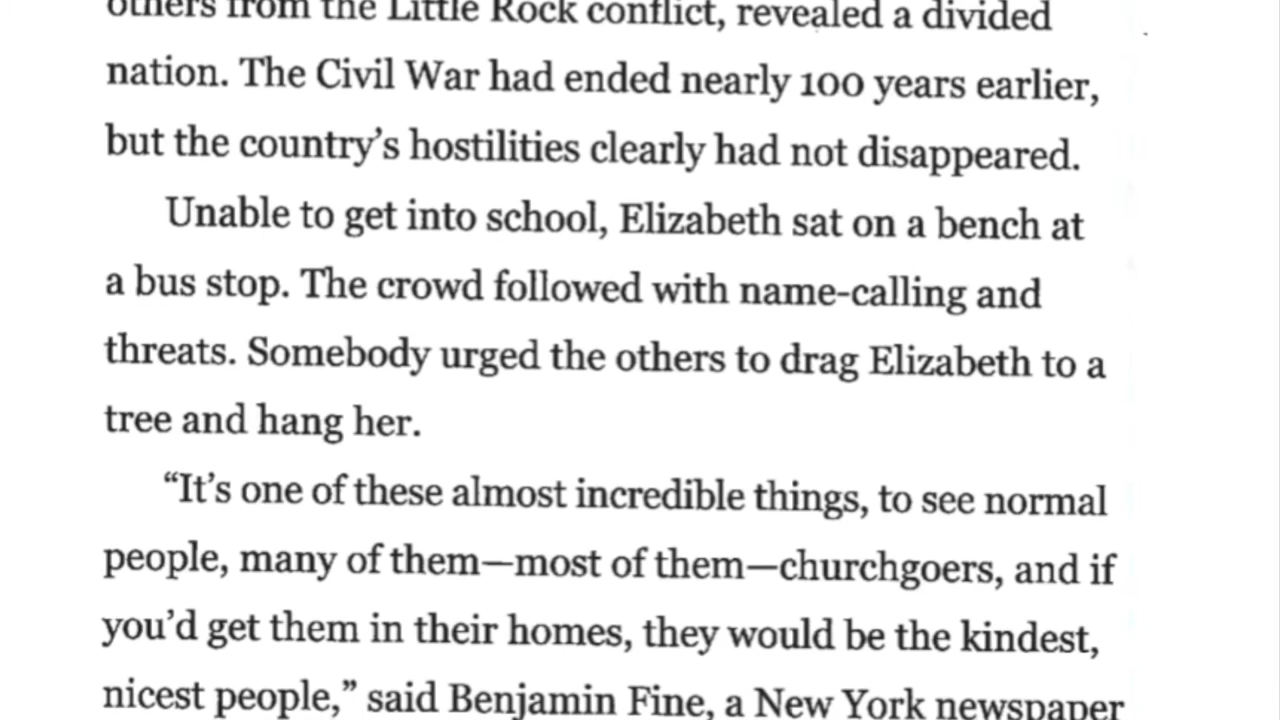 others from the Little Rock conflict, revealed a divided
nation. The Civil War had ended nearly 100 years earlier,
but the country’s hostilities clearly had not disappeared.
Unable to get into school, Elizabeth sat on a bench at
a bus stop. The crowd followed with name-calling and
threats. Somebody urged the others to drag Elizabeth to a
tree and hang her.
“It’s one of these almost incredible things, to see normal
people, many of them—most of them—churchgoers, and if
you’d get them in their homes, they would be the kindest,
nicest people,” said Benjamin Fine, a New York newspaper